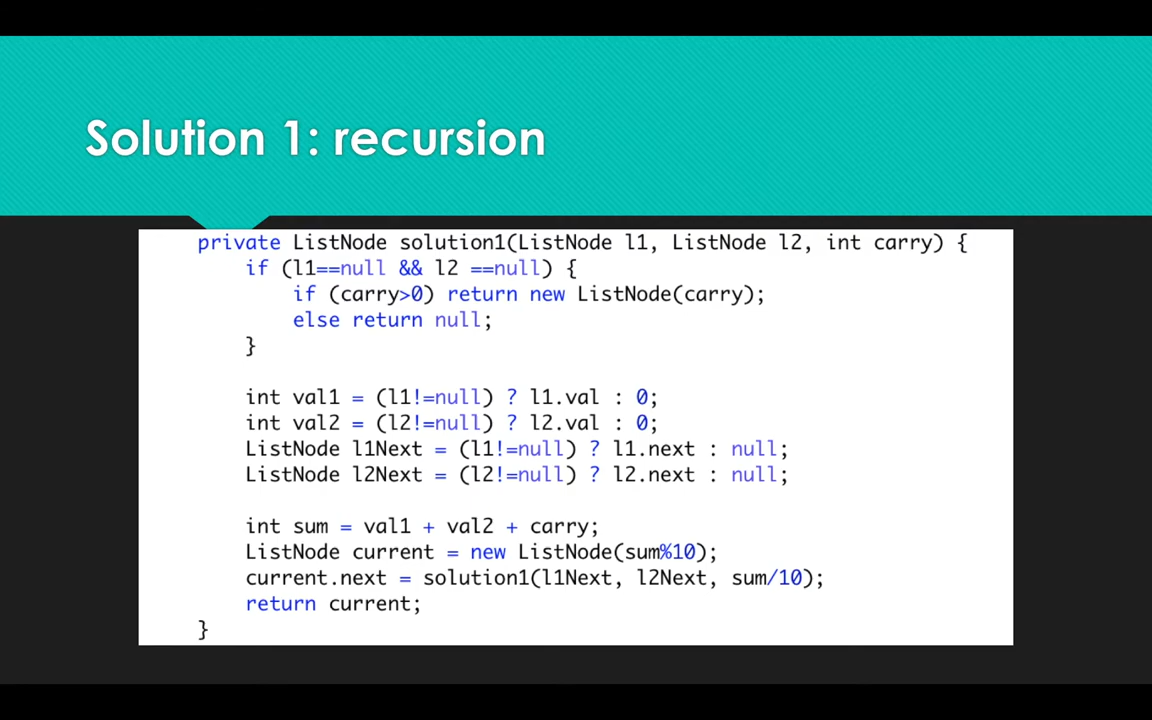 Solution 1: recursion
private ListNode solution1(ListNode l1, ListNode l2, int carry) {
if (l1==null && l2 ==null) {
if (carry>0) return new ListNode(carry);
else return null;
}
int val1 = (l1!=null) ? l1.val : 0;
int val2 = (l2!=null) ? l2.val : 0;
ListNode l1Next = (l1!=null) ? l1.next : null;
ListNode l2Next = (l2!=null) ? l2.next : null;
int sum = val1 + val2 + carry;
ListNode current = new ListNode(sum%10);
current.next = solution1(l1Next, l2Next, sum/10);
return current;
}